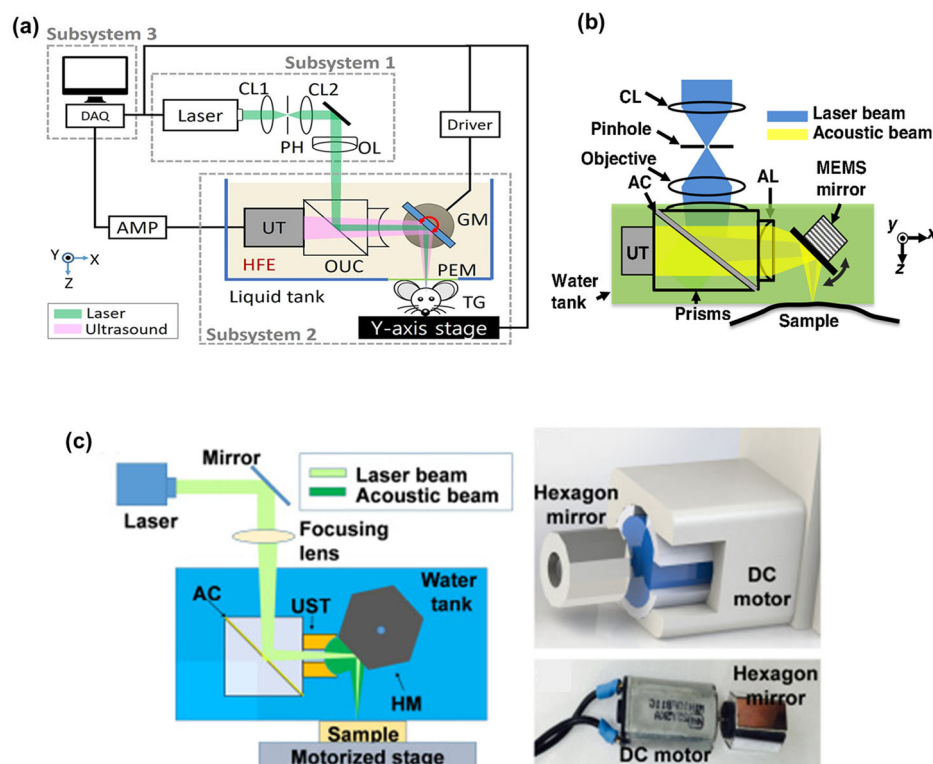 (a)
Subsystem 3
DAQ
AMP
Subsystem 1
CL1
CL2
Laser
PH
OL
Driver
UT
HFE
OUC
GM
PEM
Liquid tank
TG
Y-axis stage
Subsystem 2
Y
X
Z
Laser
Ultrasound
(b)
CL
Pinhole
Objective
AC
AL
Laser beam
Acoustic beam
MEMS
mirror
UT
Water
tank
Prisms
Sample
y
x
z
(c)
Mirror
Laser
Laser beam
Acoustic beam
Focusing
lens
AC
UST
Water
tank
HM
Sample
Motorized stage
Hexagon
mirror
DC
motor
Hexagon
mirror
DC motor